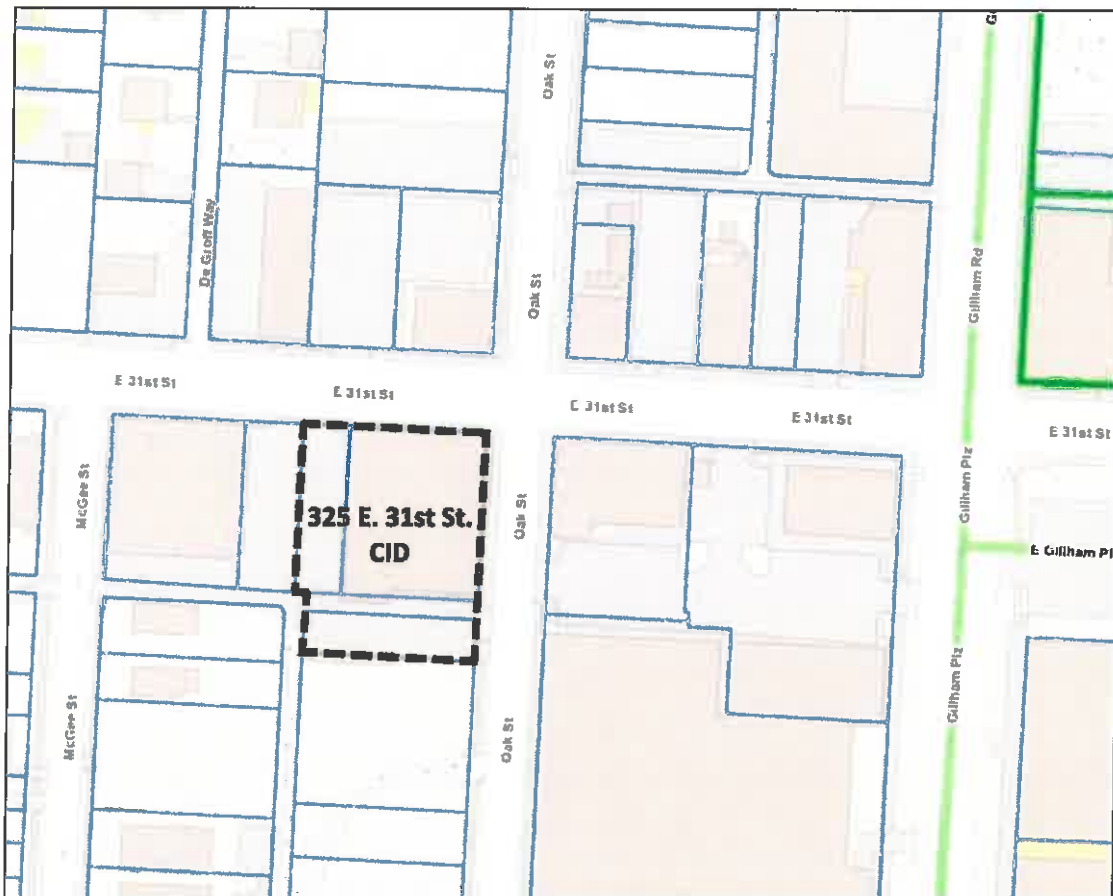 Oak St
De Groff Way
Oak St
Gillham Rd
E 31st St
E 31st St
E 31st St
E 31st St
E 31st St
McGee St
325 E. 31st St.
CID
Oak St
Gillham Plz
E Gillham Pl
McGee St
Oak St
Gillham Plz